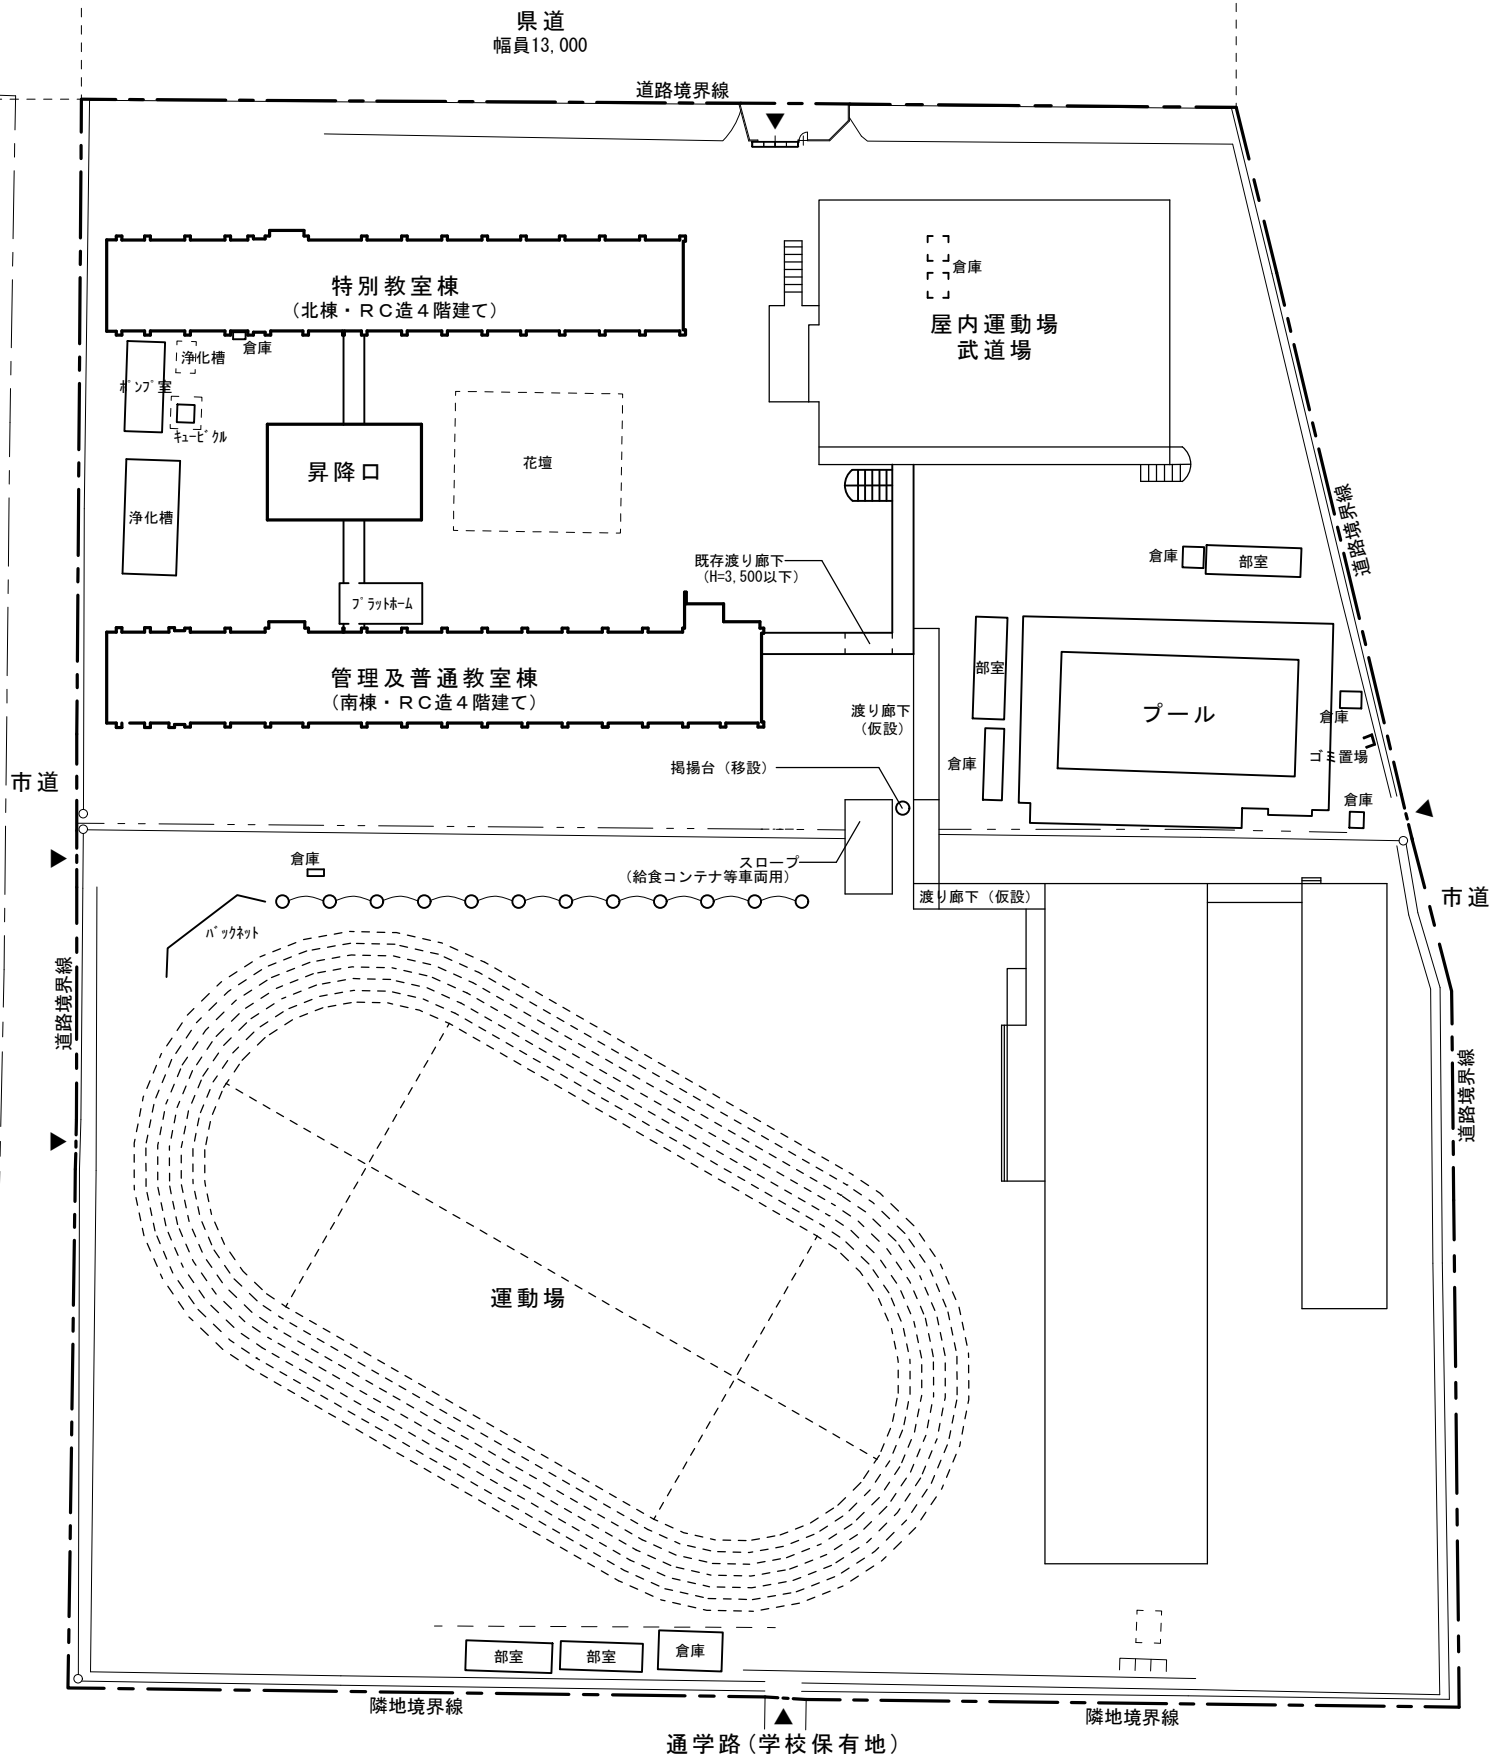 県道
幅員13,000
道路境界線
特別教室棟
(北棟・ＲＣ造４階建て)
倉庫
屋内運動場
武道場
浄化槽
倉庫
ﾎﾟﾝﾌﾟ室
ｷｭｰﾋﾞｸﾙ
昇降口
花壇
浄化槽
道路境界線
既存渡り廊下
(H=3,500以下)
倉庫
部室
ﾌﾟﾗｯﾄﾎｰﾑ
管理及普通教室棟
(南棟・ＲＣ造４階建て)
部室
渡り廊下
(仮設)
プール
倉庫
掲揚台（移設）
倉庫
ゴミ置場
市道
倉庫
倉庫
スロープ
(給食コンテナ等車両用)
渡り廊下（仮設）
市道
ﾊﾞｯｸﾈｯﾄ
道路境界線
道路境界線
運動場
部室
部室
倉庫
隣地境界線
隣地境界線
通学路(学校保有地)